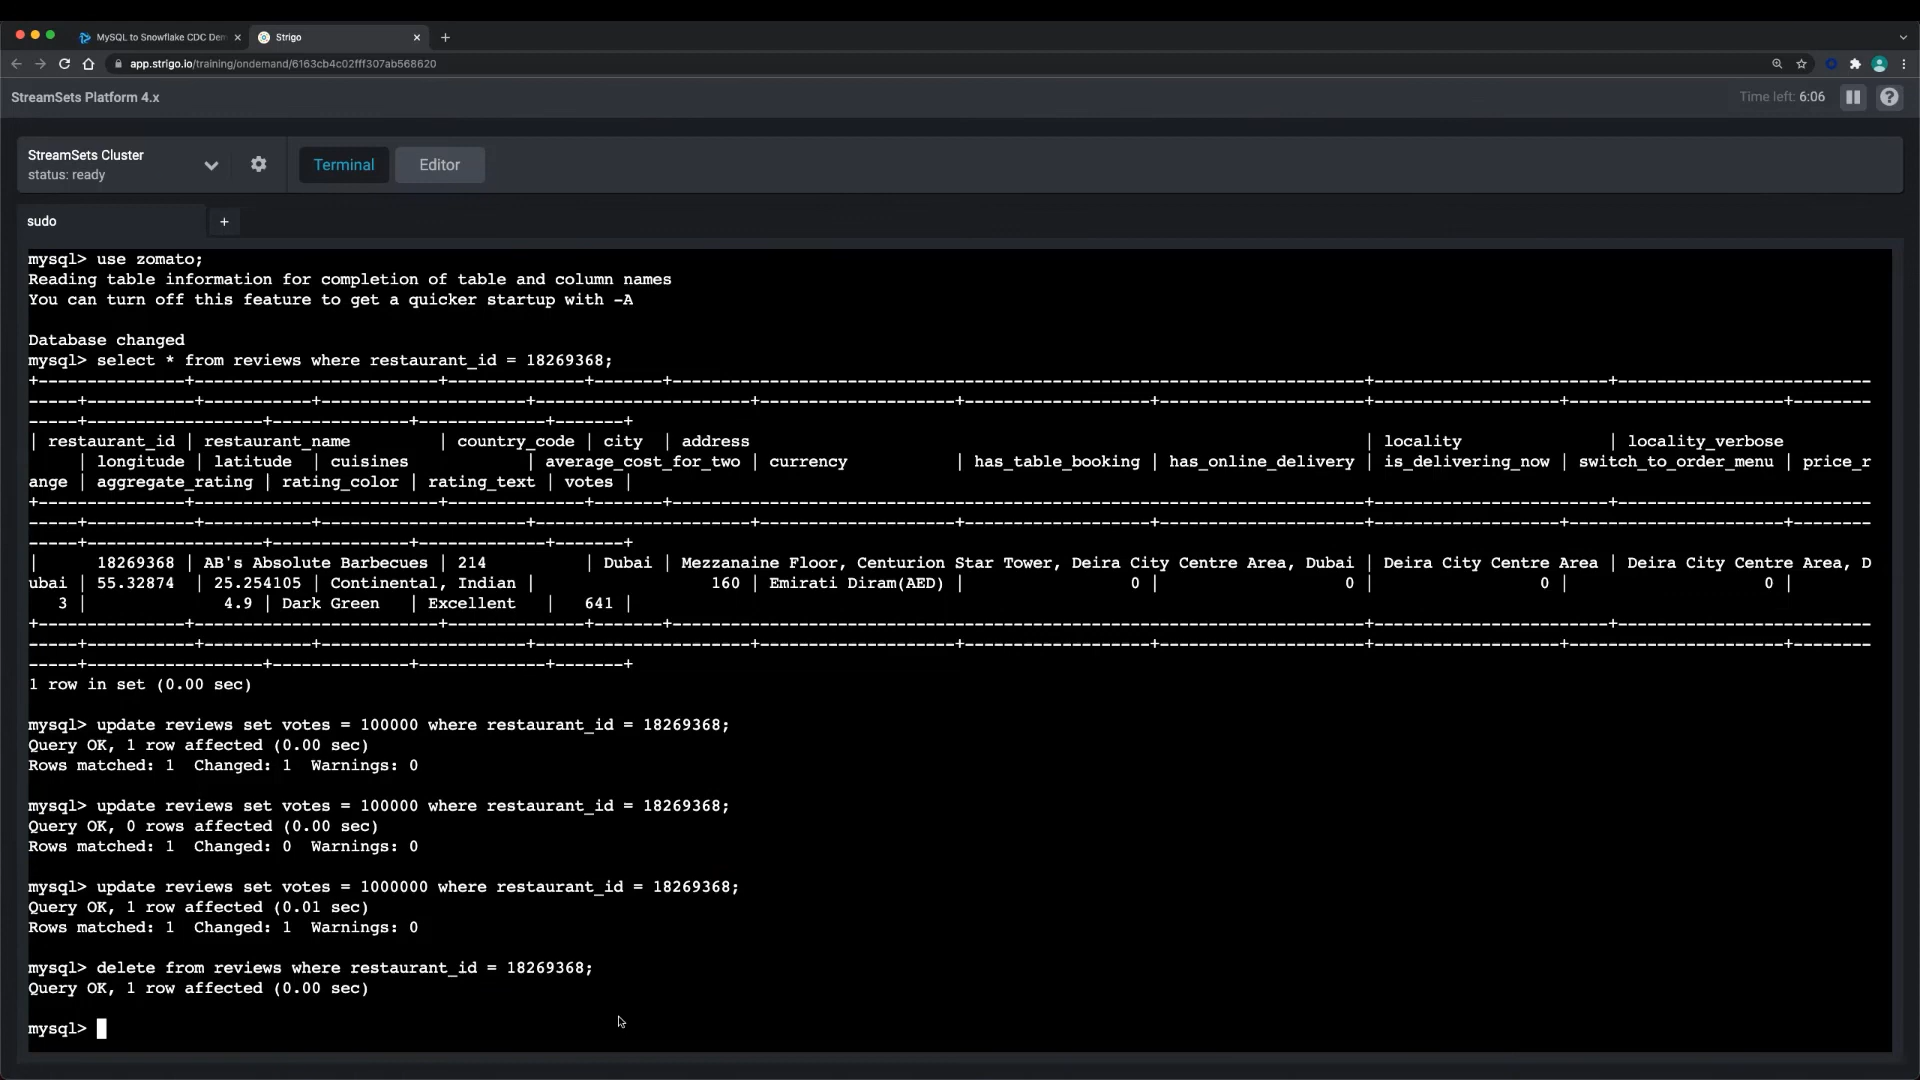 MySQL to Snowflake CDC Dem
Strigo
app.strigo.io/training/ondemand/6163cb4c02fff307ab568620
StreamSets Platform 4.x
Time left: 6:06
StreamSets Cluster
status: ready
Terminal
Editor
sudo
+
mysql> use zomato;
Reading table information for completion of table and column names
You can turn off this feature to get a quicker startup with -A
Database changed
mysql> select * from reviews where restaurant_id = 18269368;
+---------------+-------------------------+--------------+-------+-----------------------------------------------------------------------+------------------------+--------------------------
-----+-----------+-----------+---------------------+----------------------+--------------------+-------------------+---------------------+-------------------+----------------------+--------
-----+------------------+--------------+-------------+-------+
| restaurant_id | restaurant_name         | country_code | city  | address                                                               | locality               | locality_verbose
     | longitude | latitude  | cuisines            | average_cost_for_two | currency           | has_table_booking | has_online_delivery | is_delivering_now | switch_to_order_menu | price_r
ange | aggregate_rating | rating_color | rating_text | votes |
+---------------+-------------------------+--------------+-------+-----------------------------------------------------------------------+------------------------+--------------------------
-----+-----------+-----------+---------------------+----------------------+--------------------+-------------------+---------------------+-------------------+----------------------+--------
-----+------------------+--------------+-------------+-------+
|      18269368 | AB's Absolute Barbecues | 214          | Dubai | Mezzanaine Floor, Centurion Star Tower, Deira City Centre Area, Dubai | Deira City Centre Area | Deira City Centre Area, D
ubai | 55.32874  | 25.254105 | Continental, Indian |                  160 | Emirati Diram(AED) |                 0 |                   0 |                 0 |                    0 |
   3 |              4.9 | Dark Green   | Excellent   |   641 |
+---------------+-------------------------+--------------+-------+-----------------------------------------------------------------------+------------------------+--------------------------
-----+-----------+-----------+---------------------+----------------------+--------------------+-------------------+---------------------+-------------------+----------------------+--------
-----+------------------+--------------+-------------+-------+
1 row in set (0.00 sec)
mysql> update reviews set votes = 100000 where restaurant_id = 18269368;
Query OK, 1 row affected (0.00 sec)
Rows matched: 1  Changed: 1  Warnings: 0
mysql> update reviews set votes = 100000 where restaurant_id = 18269368;
Query OK, 0 rows affected (0.00 sec)
Rows matched: 1  Changed: 0  Warnings: 0
mysql> update reviews set votes = 1000000 where restaurant_id = 18269368;
Query OK, 1 row affected (0.01 sec)
Rows matched: 1  Changed: 1  Warnings: 0
mysql> delete from reviews where restaurant_id = 18269368;
Query OK, 1 row affected (0.00 sec)
mysql>